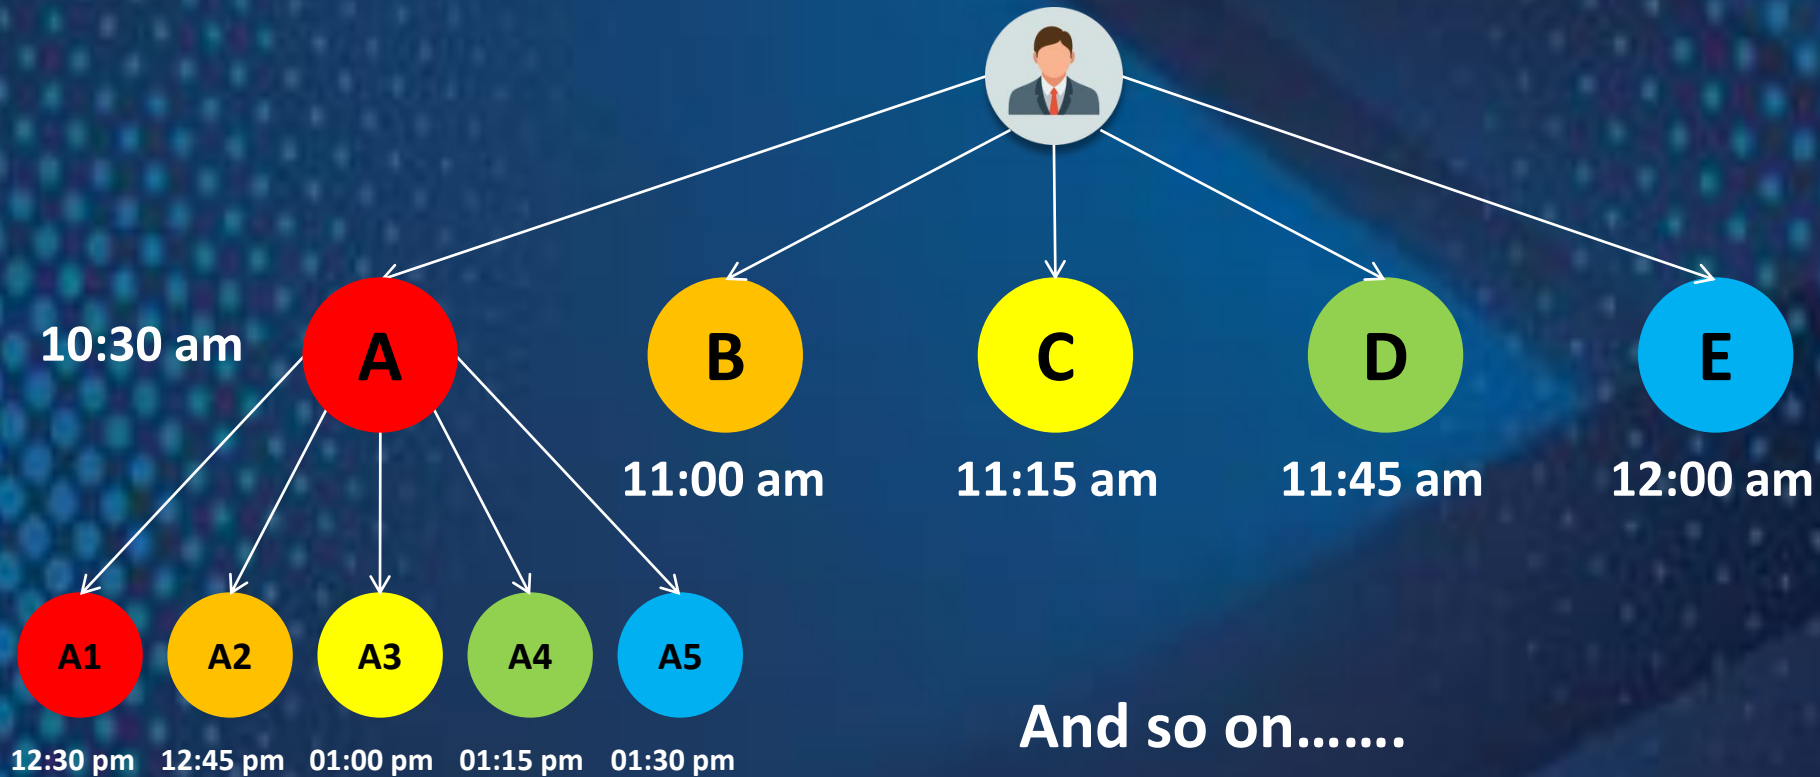 10:30 am
A
B
C
D
E
11:00 am
11:15 am
11:45 am
12:00 am
A1
A2
A3
A4
A5
And so on.......
12:30 pm
12:45 pm
01:00 pm
01:15 pm
01:30 pm